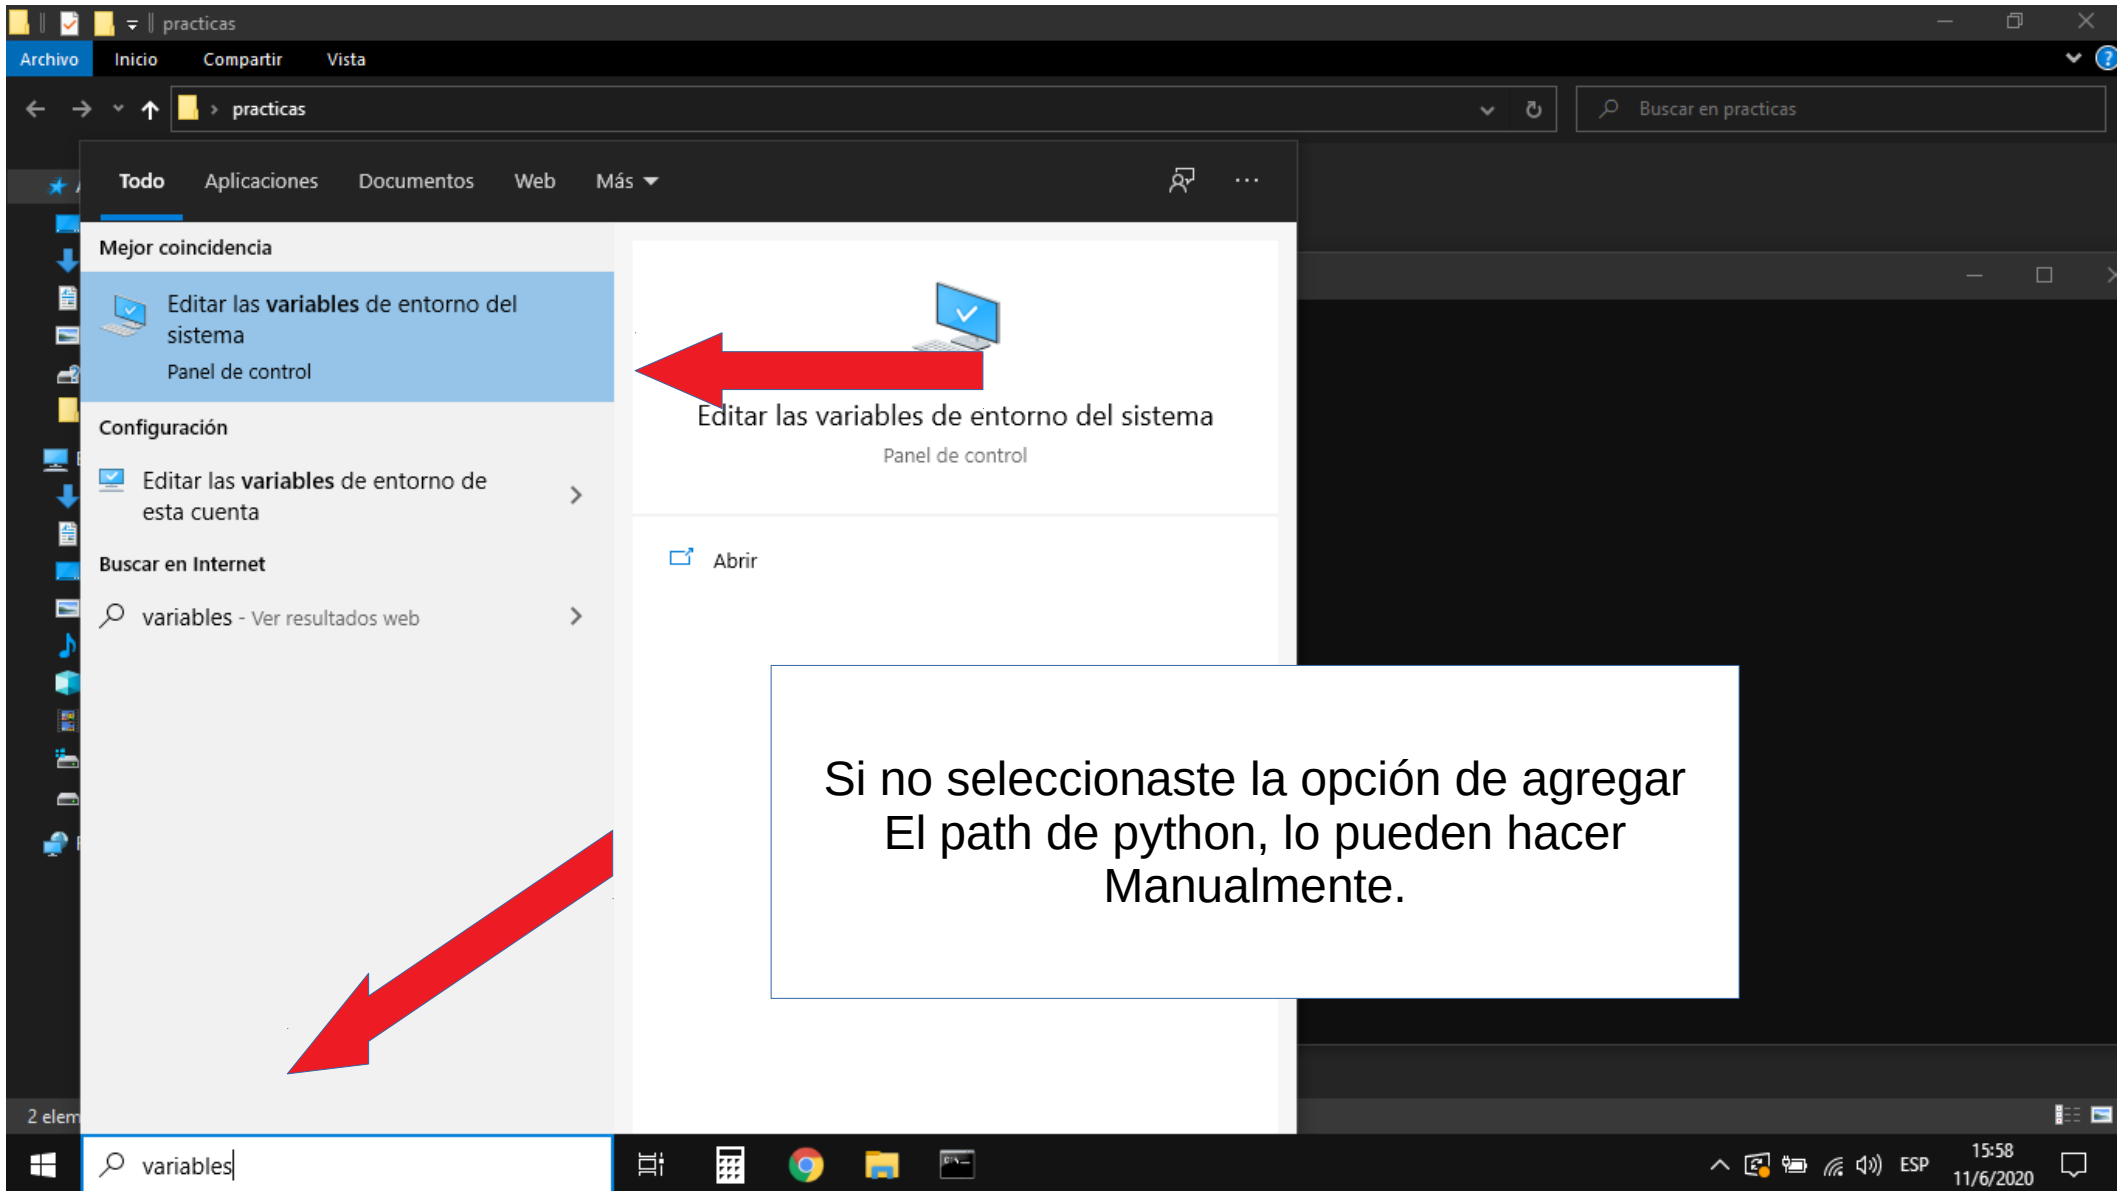 practicas
Archivo Inicio Compartir Vista
practicas
Buscar en practicas
Todo Aplicaciones Documentos Web Más
Mejor coincidencia
Editar las variables de entorno del
sistema
Panel de control
Configuración
Editar las variables de entorno de
esta cuenta
Buscar en Internet
variables - Ver resultados web
Editar las variables de entorno del sistema
Panel de control
Abrir
Si no seleccionaste la opción de agregar
El path de python, lo pueden hacer
Manualmente.
2 elem
variables
ESP
15:58
11/6/2020